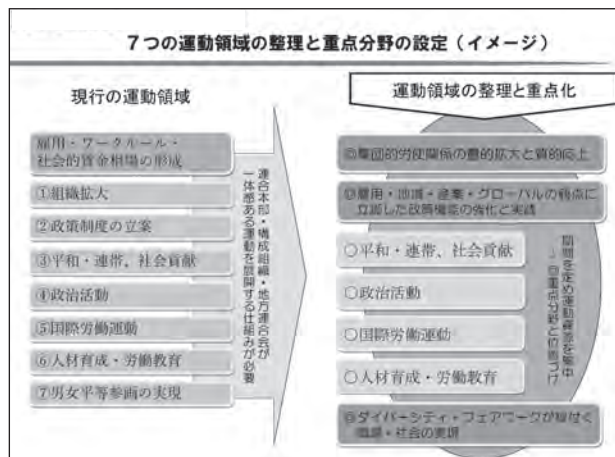 7つの運動領域の整理と重点分野の設定(イメージ)
現行の運動領域
雇用・ワークルール・
社会的賃金相場の形成
①組織拡大
②政策制度の立案
③平和・連帯、社会貢献
④政治活動
⑤国際労働運動
⑥人材育成・労働教育
⑦男女平等参画の実現
連合本部・構成組織・地方連合会が
一体感ある運動を展開する仕組みが必要
運動領域の整理と重点化
◎集団的労使関係の量的拡大と質的向上
◎雇用・地域・産業・グローバルの視点に
立脚した政策機能の強化と実践
○平和・連帯、社会貢献
○政治活動
○国際労働運動
○人材育成・労働教育
◎ダイバーシティ・フェアワークが根付く
職場・社会の実現
期間を定め運動資源を集中
→◎重点分野と位置づけ